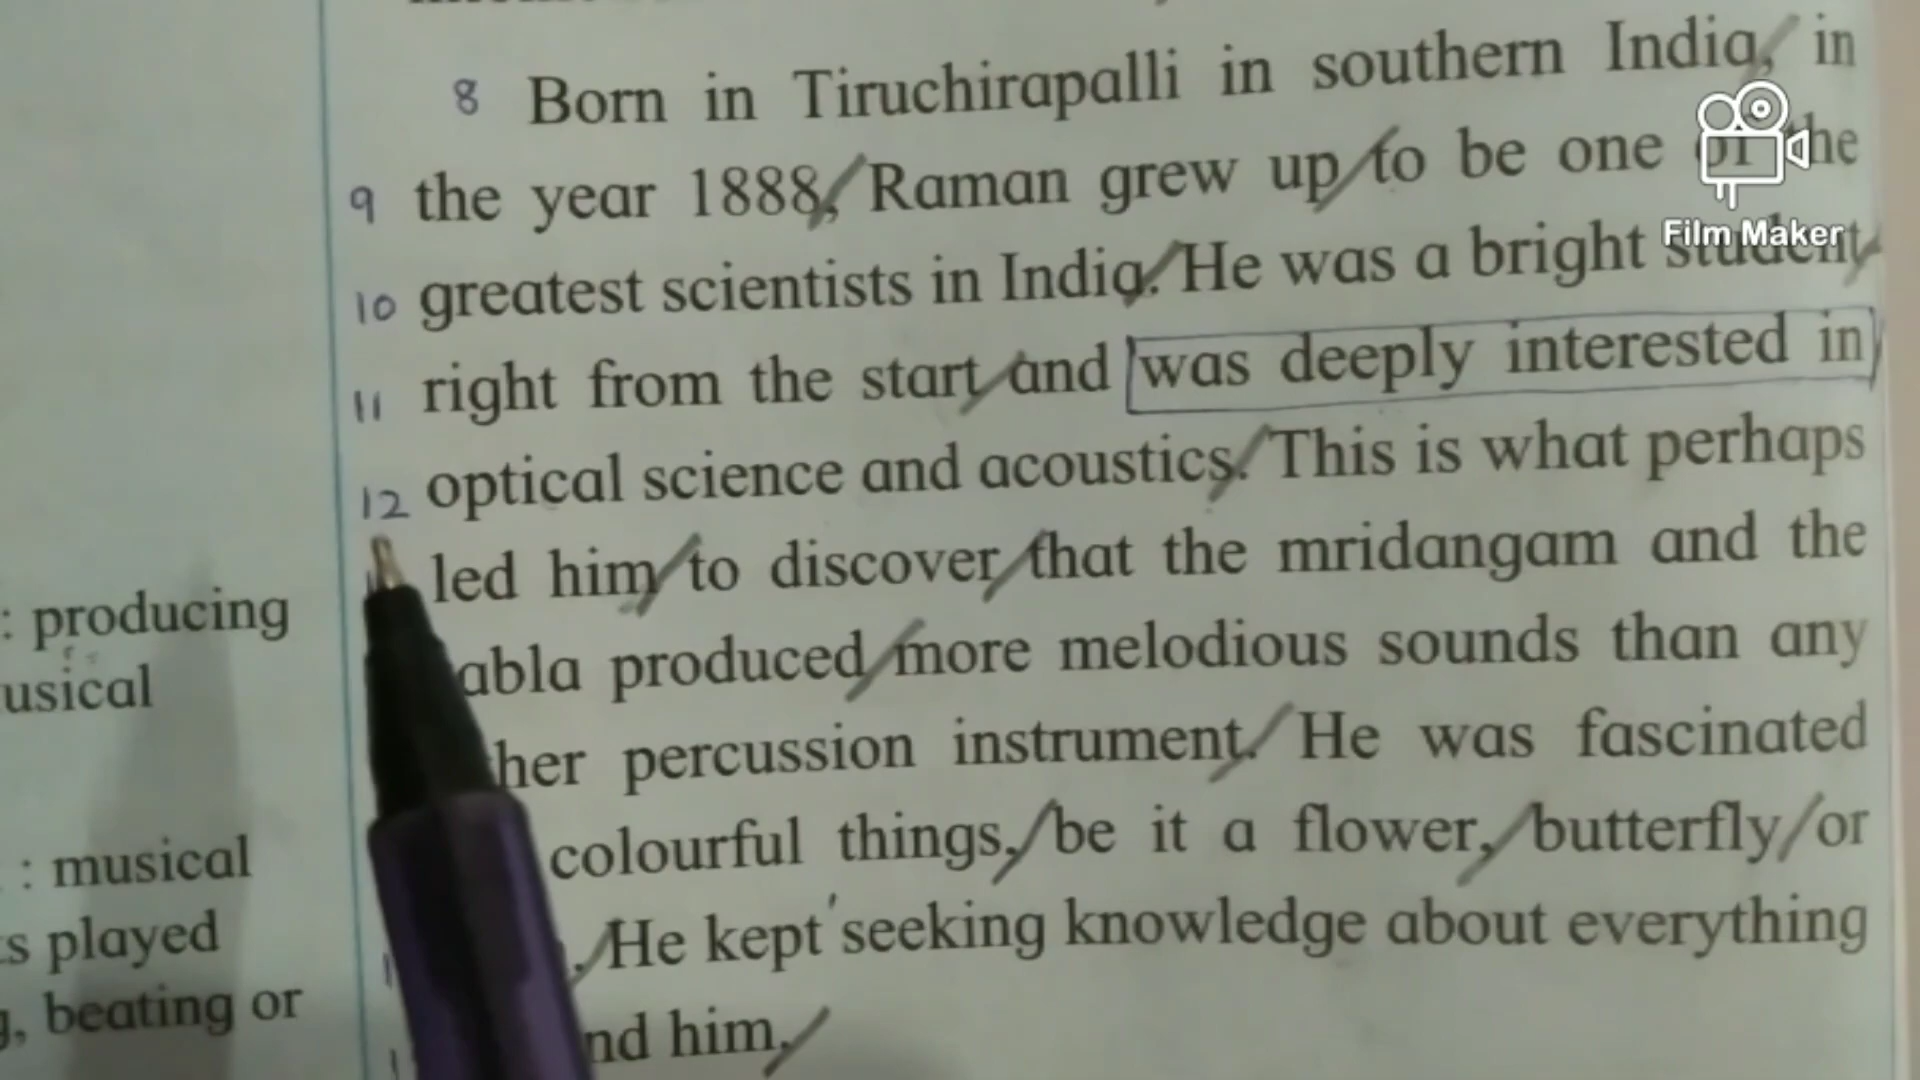 8 Born in Tiruchirapalli in southern India, in
9 the year 1888, Raman grew up to be one of the
10 greatest scientists in India. He was a bright student
11 right from the start and was deeply interested in
12 optical science and acoustics. This is what perhaps
led him to discover that the mridangam and the
abla produced more melodious sounds than any
her percussion instrument. He was fascinated
colourful things, be it a flower, butterfly or
. He kept seeking knowledge about everything
nd him.
: producing
usical
: musical
s played
, beating or
Film Maker